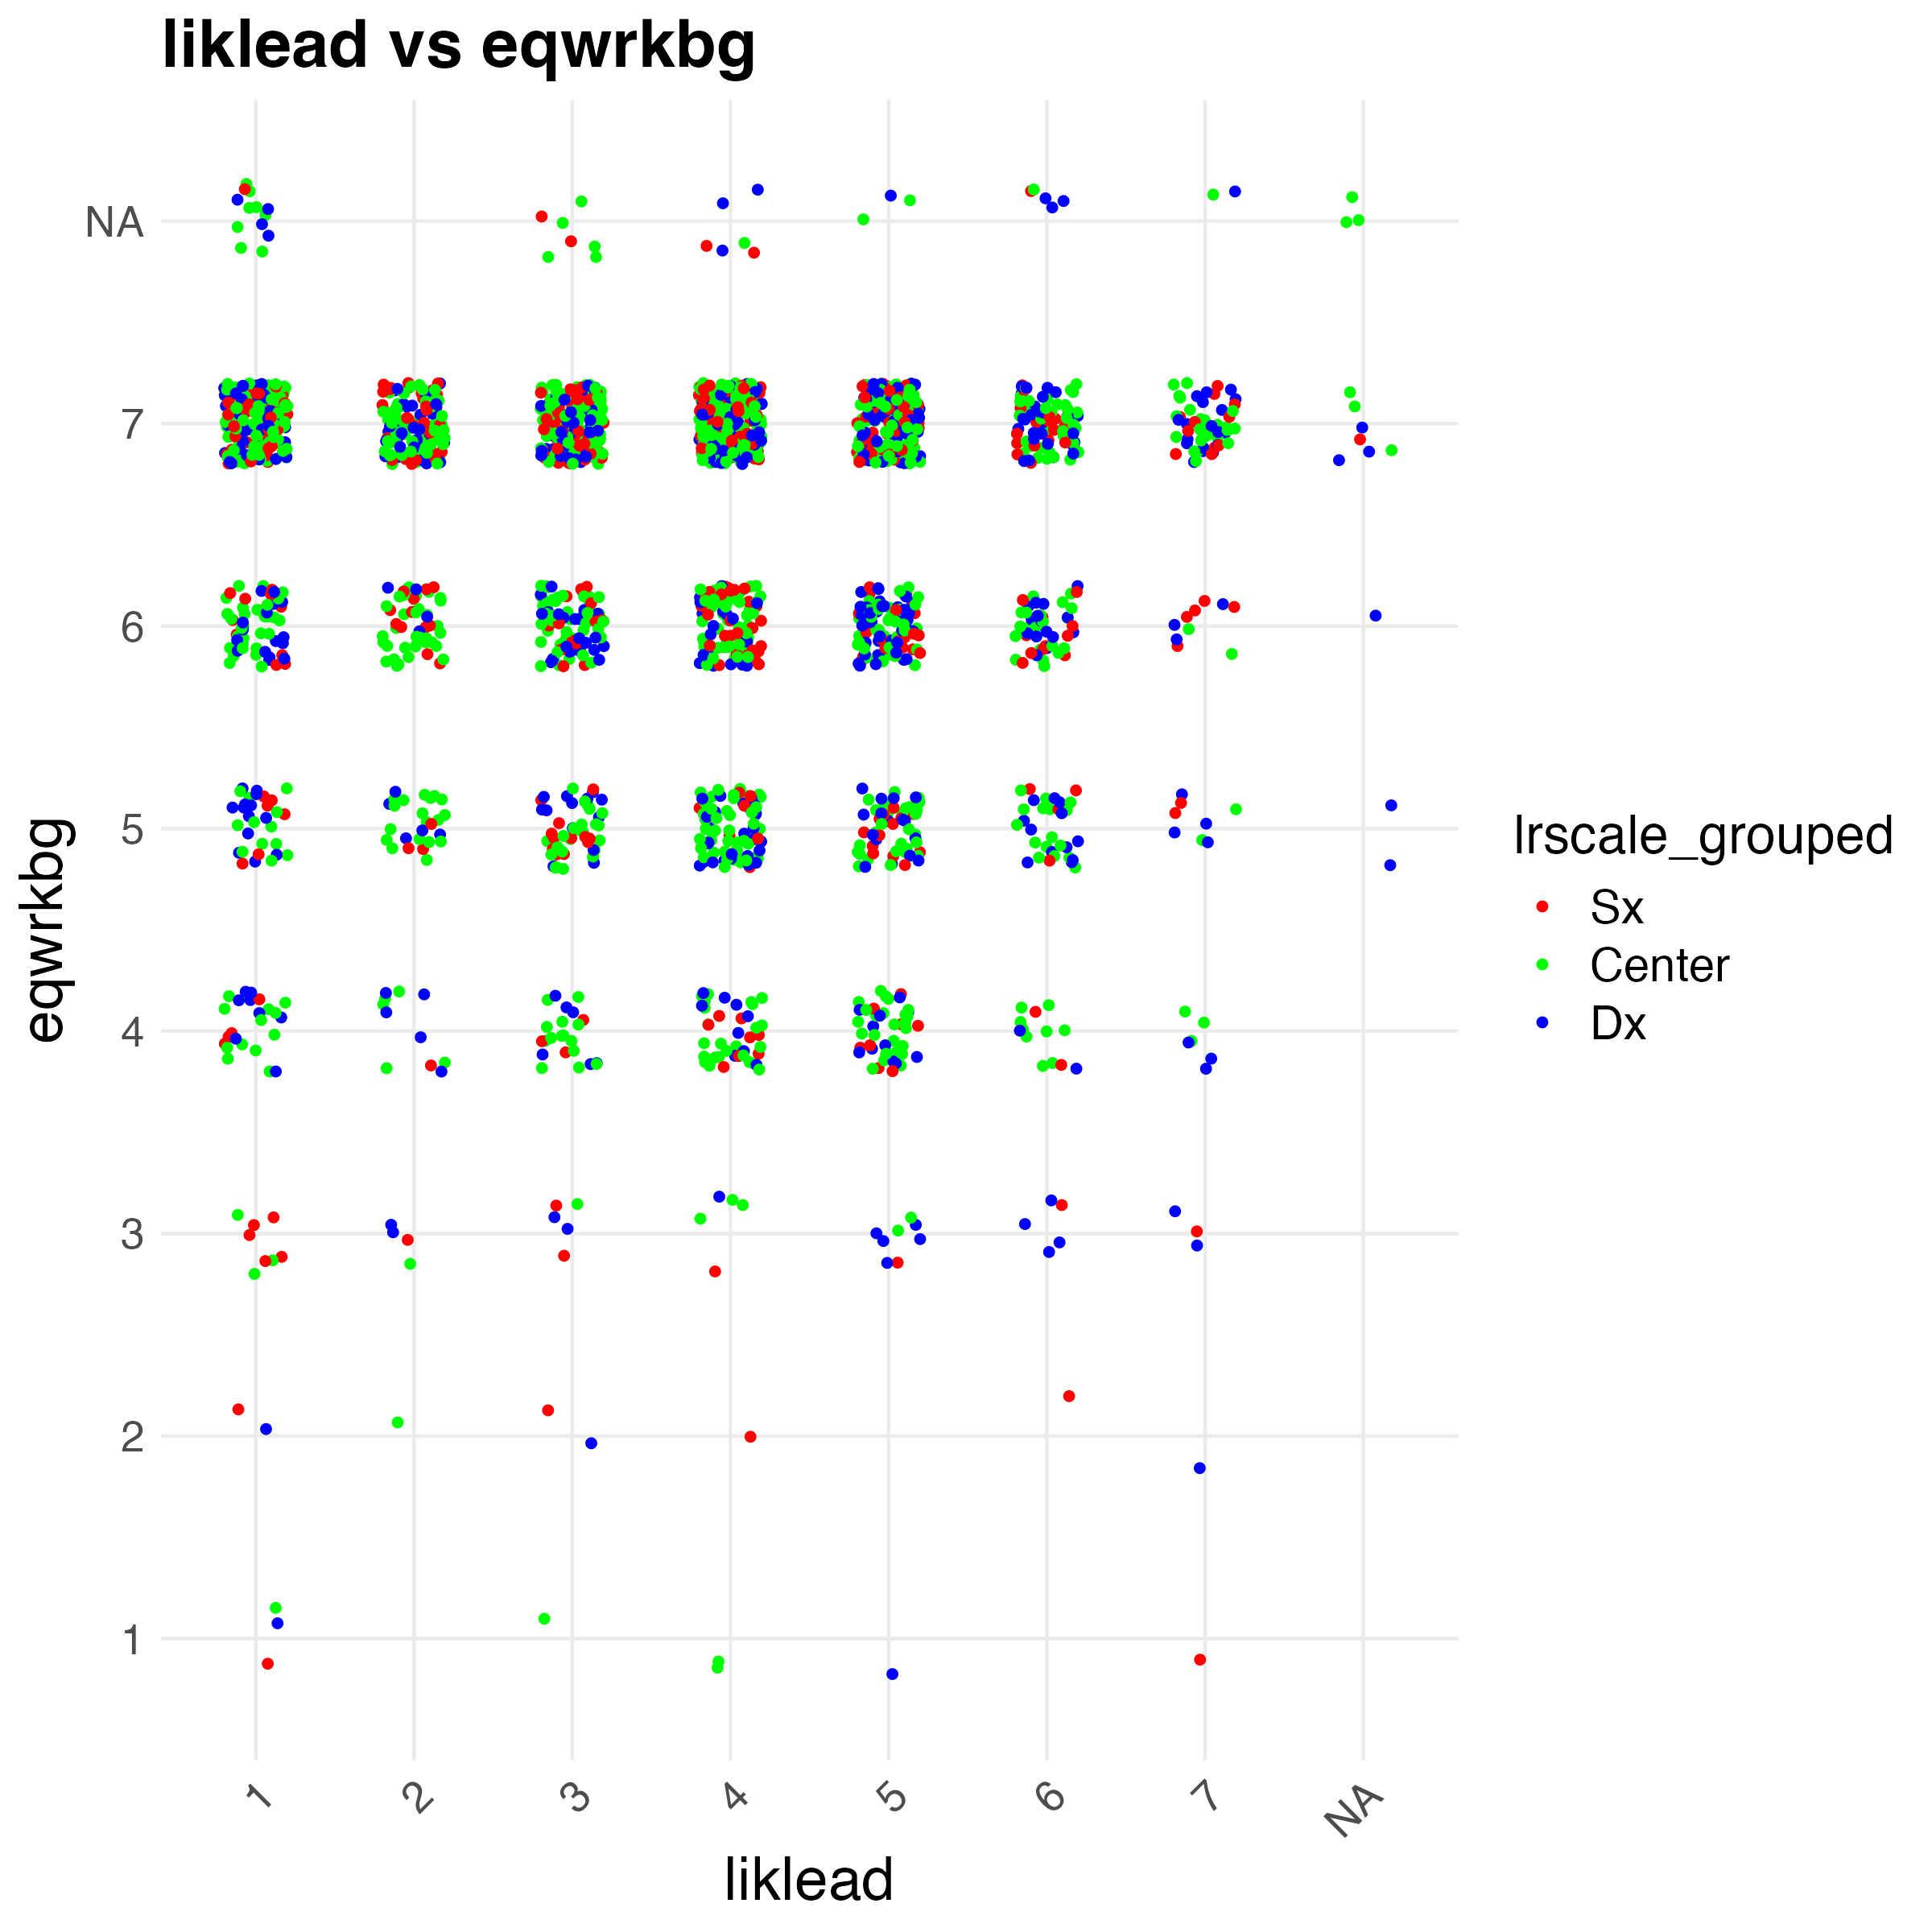 liklead vs eqwrkbg
NA
7
6
5
4
3
2
1
eqwrkbg
1 2 3 4 5 6 7 NA
liklead
lrscale_grouped
Sx
Center
Dx